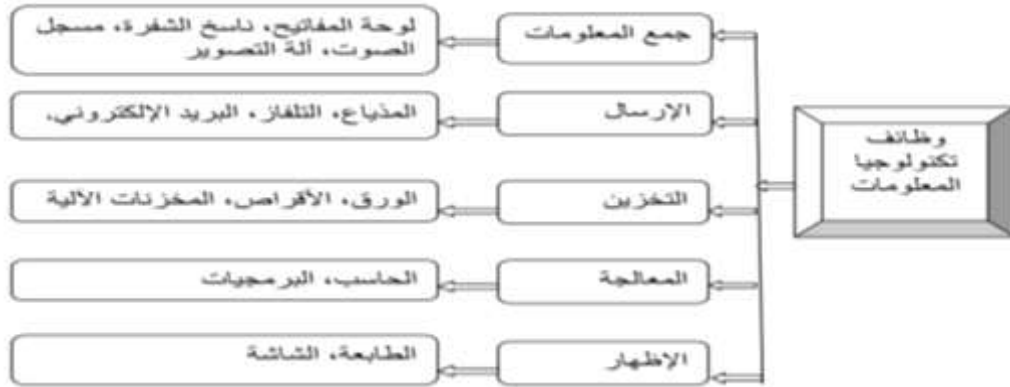 وظائف
تكنولوجيا
المعلومات
جمع المعلومات
لوحة المفاتيح، ناسخ الشفرة، مسجل
الصوت، آلة التصوير
الإرسال
المذياع، التلفاز، البريد الإلكتروني.
التخزين
الورق، الأقراص، المخزنات الآلية
المعالجة
الحاسب، البرمجيات
الإظهار
الطابعة، الشاشة